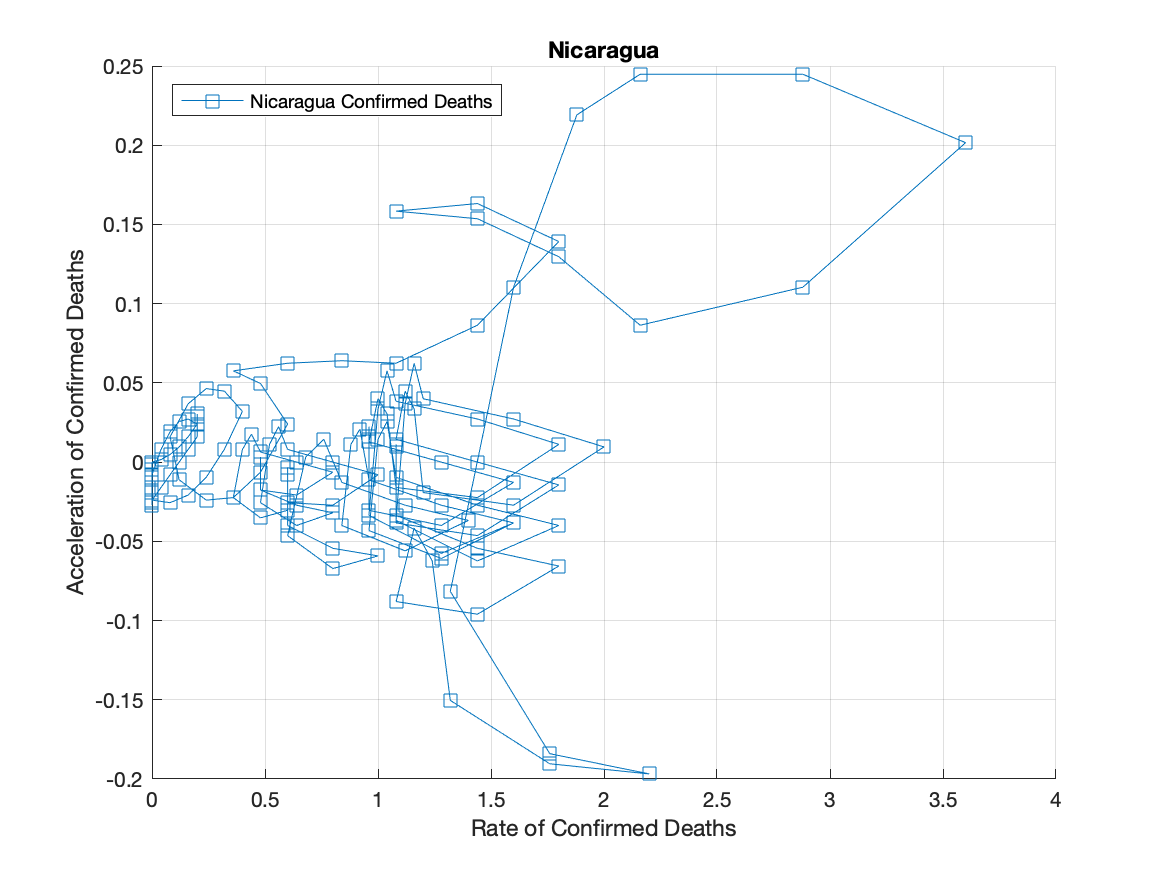 Nicaragua
Nicaragua Confirmed Deaths
0.25
0.2
0.15
0.1
0.05
0
-0.05
-0.1
-0.15
-0.2
Acceleration of Confirmed Deaths
0 0.5 1 1.5 2 2.5 3 3.5 4
Rate of Confirmed Deaths